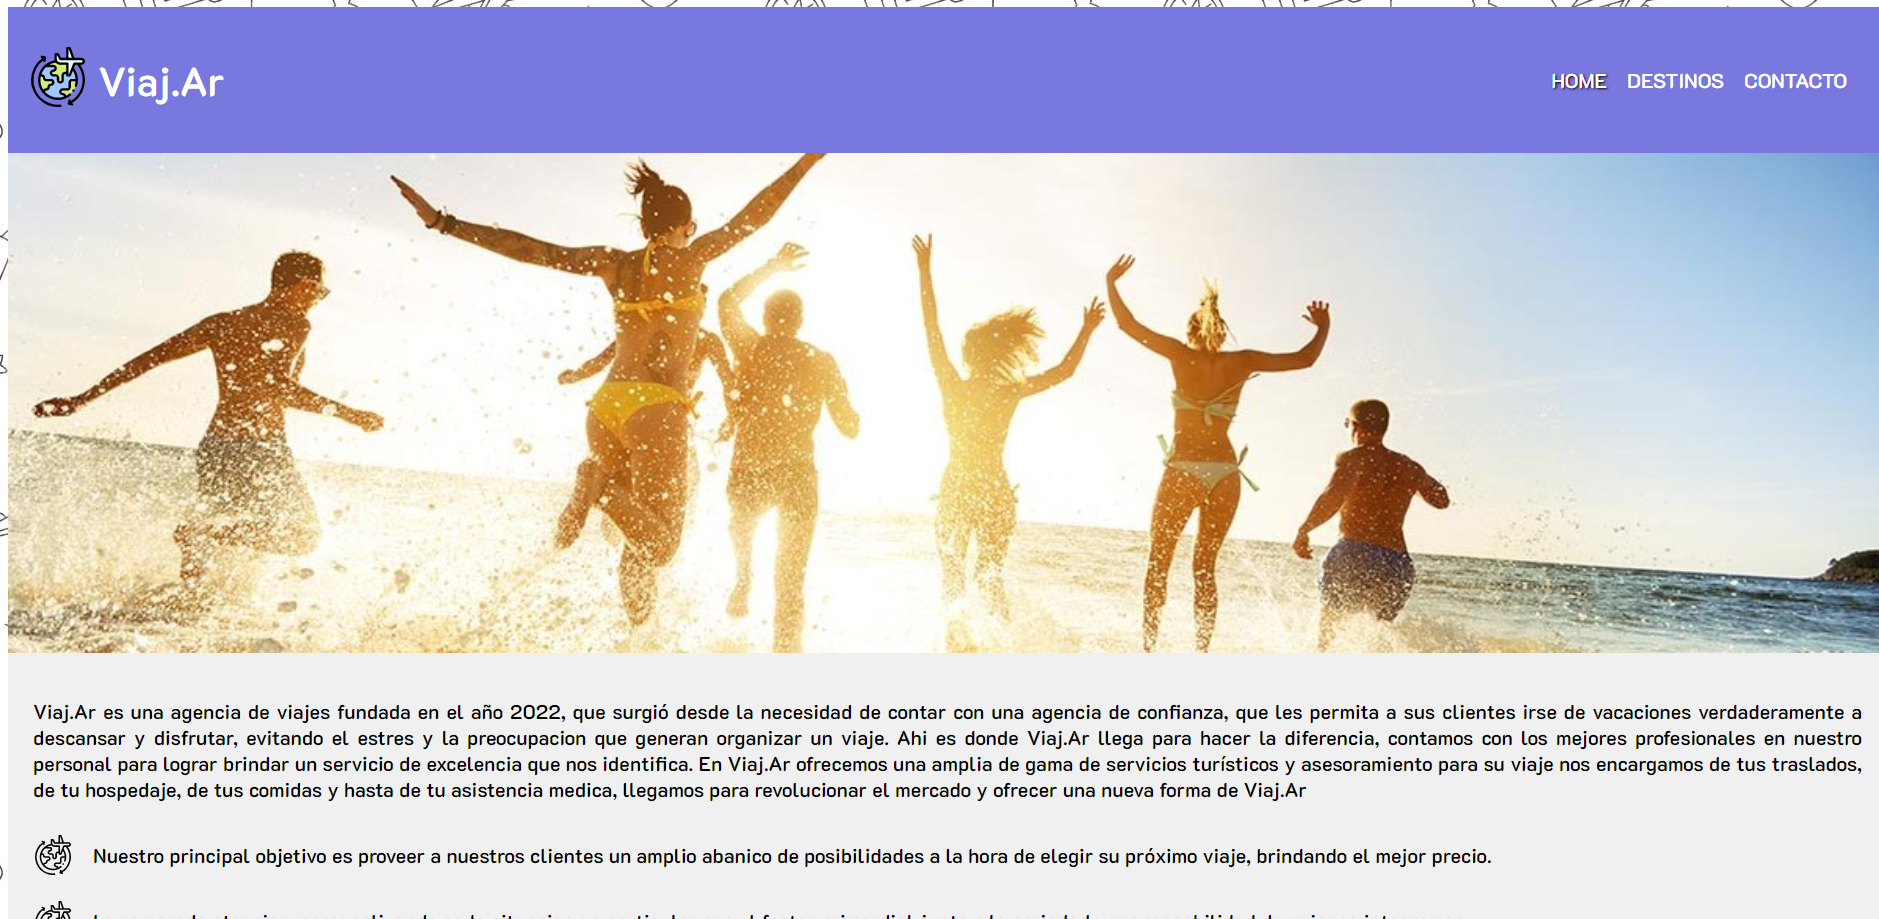 Viaj.Ar
HOME DESTINOS CONTACTO
Viaj.Ar es una agencia de viajes fundada en el año 2022, que surgió desde la necesidad de contar con una agencia de confianza, que les permita a sus clientes irse de vacaciones verdaderamente a
descansar y disfrutar, evitando el estres y la preocupacion que generan organizar un viaje. Ahi es donde Viaj.Ar llega para hacer la diferencia, contamos con los mejores profesionales en nuestro
personal para lograr brindar un servicio de excelencia que nos identifica. En Viaj.Ar ofrecemos una amplia de gama de servicios turísticos y asesoramiento para su viaje nos encargamos de tus traslados,
de tu hospedaje, de tus comidas y hasta de tu asistencia medica, llegamos para revolucionar el mercado y ofrecer una nueva forma de Viaj.Ar
Nuestro principal objetivo es proveer a nuestros clientes un amplio abanico de posibilidades a la hora de elegir su próximo viaje, brindando el mejor precio.